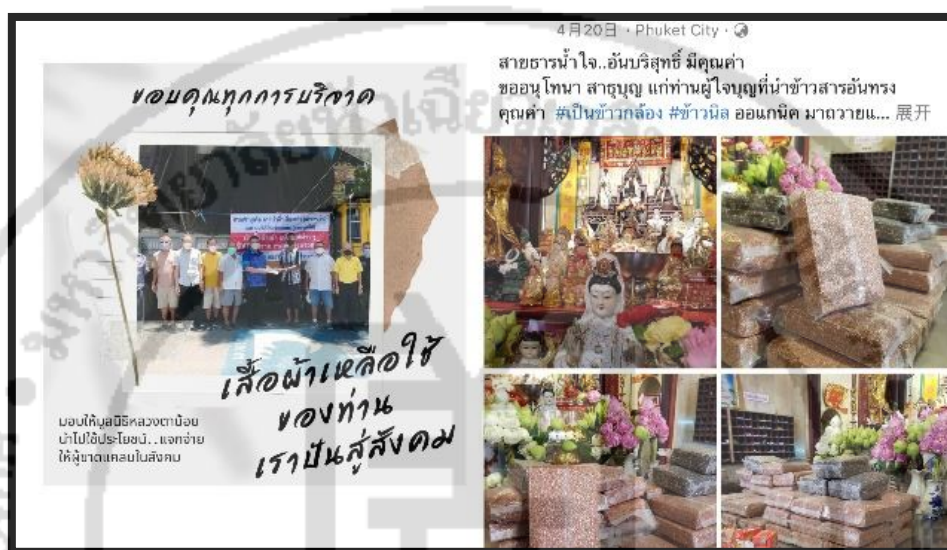 ขอบคุณทุกการบริจาค
เสื้อผ้าเหลือใช้
ของท่าน
เราปันสู่สังคม
มอบให้มูลนิธิหลวงตาน้อย
นำไปใช้ประโยชน์..แจกจ่าย
ให้ผู้ขาดแคลนในสังคม
4月20日 · Phuket City ·
สายธารน้ำใจ..อันบริสุทธิ์ มีคุณค่า
ขออนุโทนา สาธุบุญ แก่ท่านผู้ใจบุญที่นำข้าวสารอันทรง
คุณค่า #เป็นข้าวกล้อง #ข้าวนิล ออแกนิค มาถวายแ... 展开